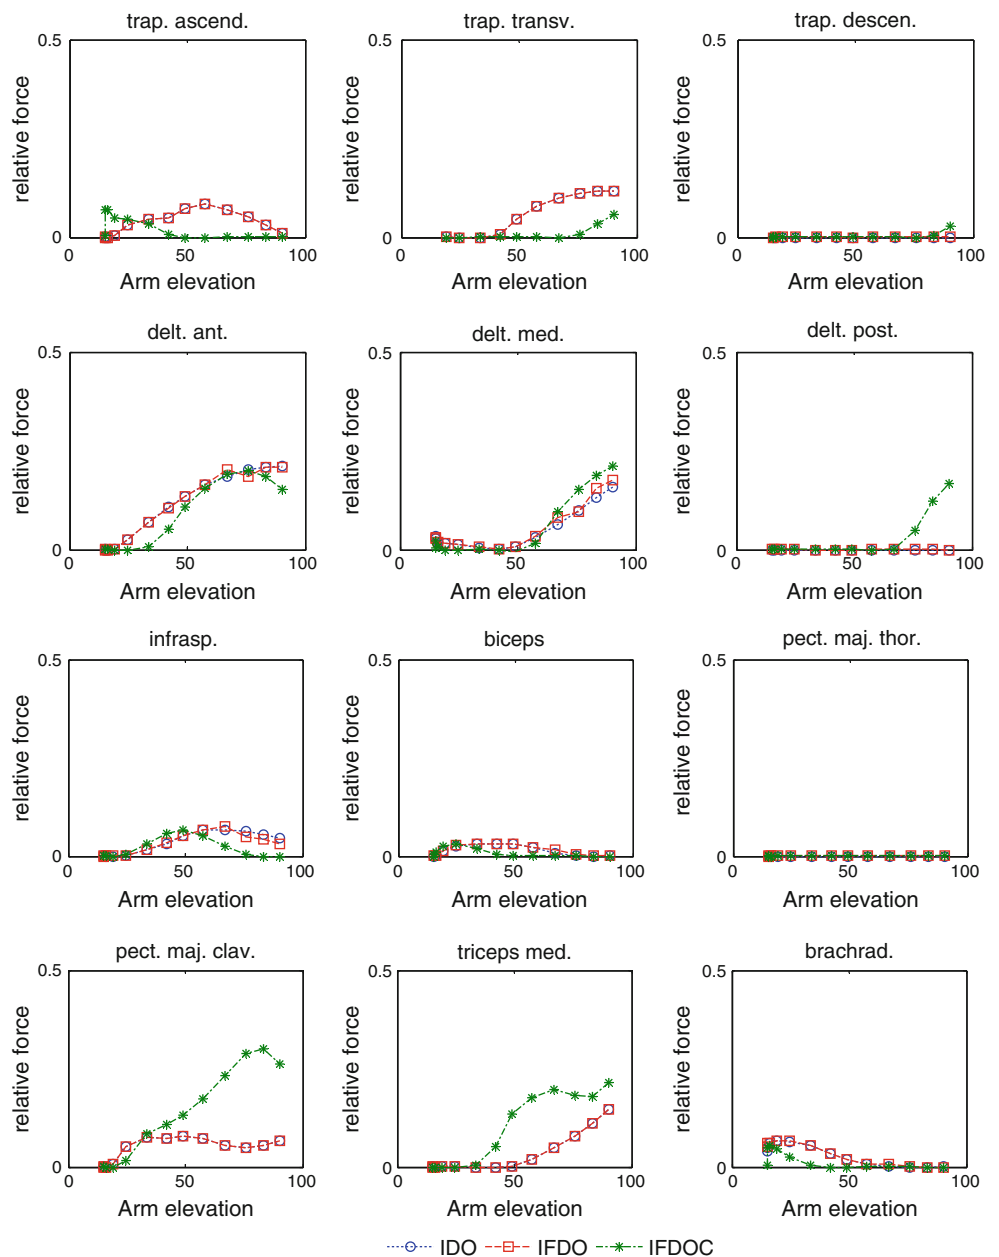 trap. ascend.
trap. transv.
trap. descen.
0.5
0.5
0.5
relative force
relative force
relative force
0
0
0
0
50
100
0
50
100
0
50
100
Arm elevation
Arm elevation
Arm elevation
delt. ant.
delt. med.
delt. post.
0.5
0.5
0.5
relative force
relative force
relative force
0
0
0
0
50
100
0
50
100
0
50
100
Arm elevation
Arm elevation
Arm elevation
infrasp.
biceps
pect. maj. thor.
0.5
0.5
0.5
relative force
relative force
relative force
0
0
0
0
50
100
0
50
100
0
50
100
Arm elevation
Arm elevation
Arm elevation
pect. maj. clav.
triceps med.
brachrad.
0.5
0.5
0.5
relative force
relative force
relative force
0
0
0
0
50
100
0
50
100
0
50
100
Arm elevation
Arm elevation
Arm elevation
IDO
IFDO
IFDOC